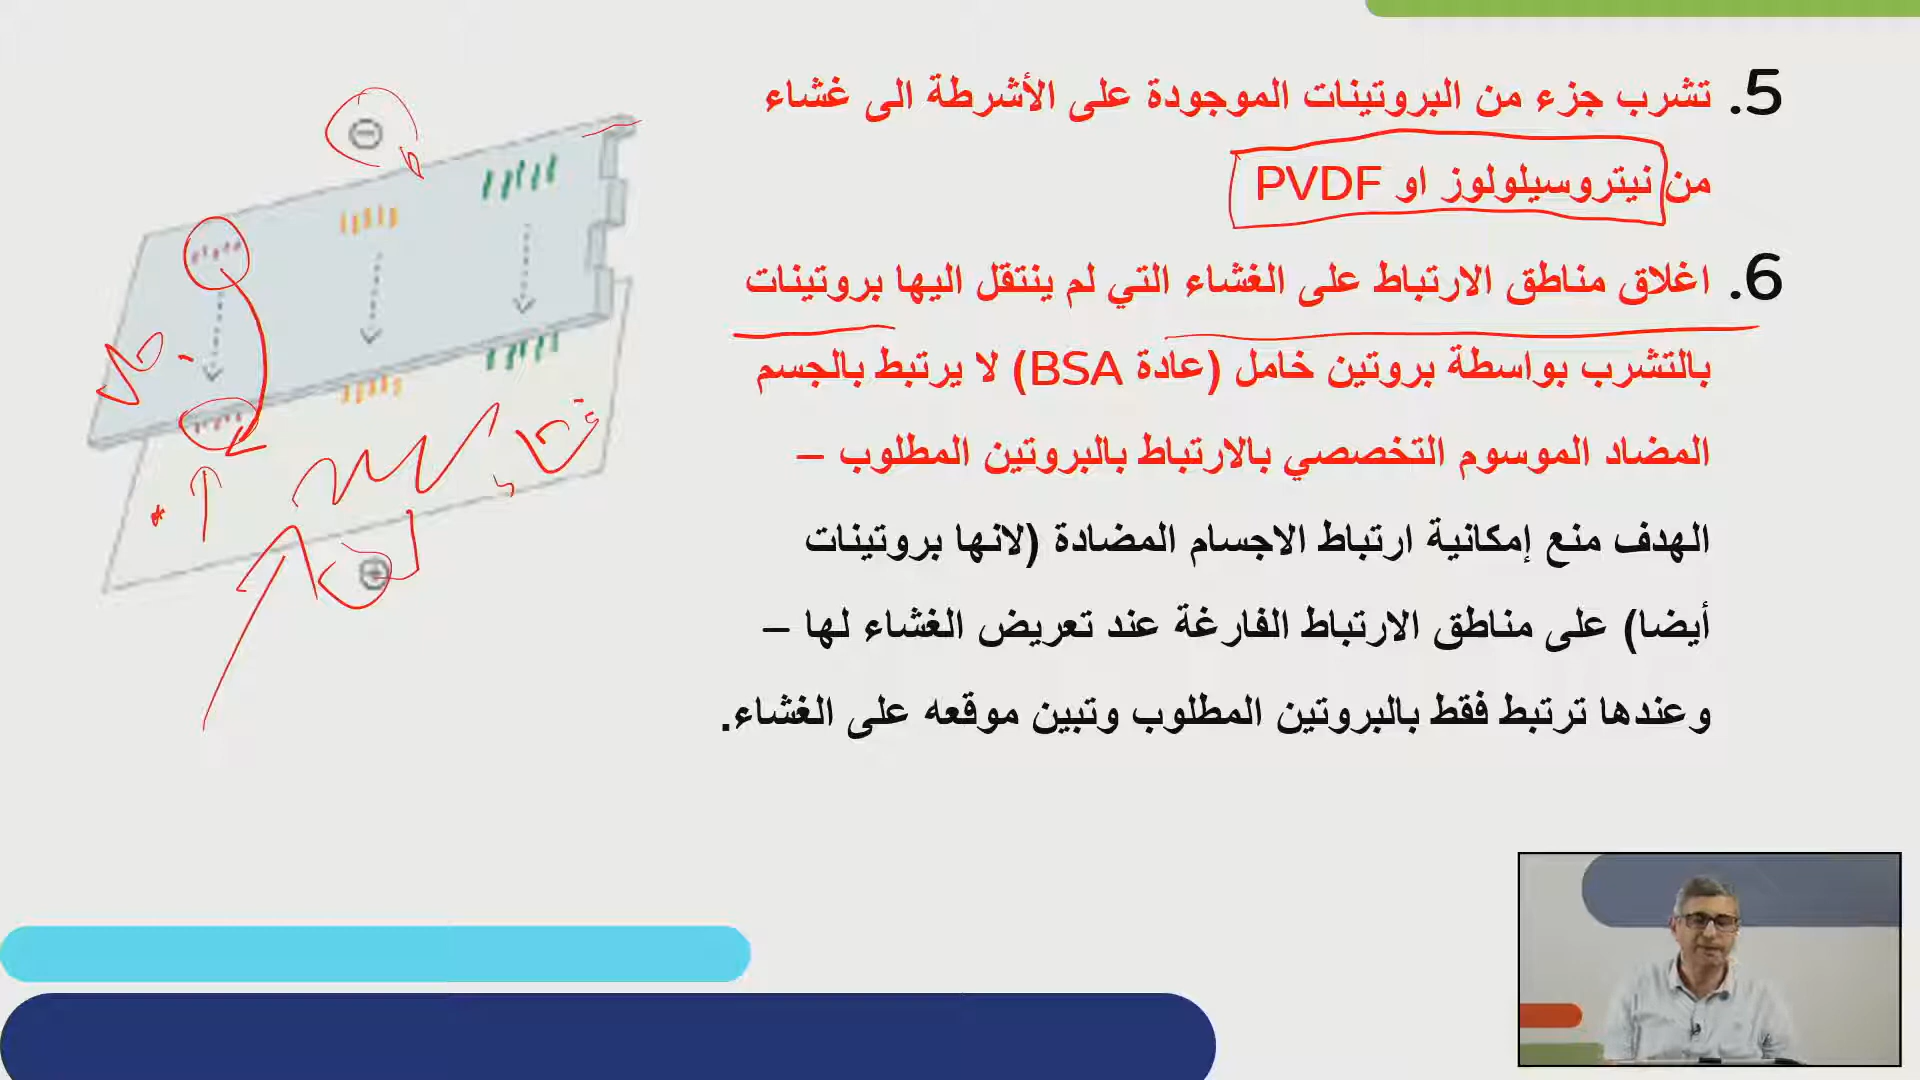 5. تشرب جزء من البروتينات الموجودة على الأشرطة الى غشاء
من نيتروسيلولوز او PVDF
6. اغلاق مناطق الارتباط على الغشاء التي لم ينتقل اليها بروتينات
بالتشرب بواسطة بروتين خامل (عادة BSA) لا يرتبط بالجسم
المضاد الموسوم التخصصي بالارتباط بالبروتين المطلوب –
الهدف منع إمكانية ارتباط الاجسام المضادة (لانها بروتينات
أيضا) على مناطق الارتباط الفارغة عند تعريض الغشاء لها –
وعندها ترتبط فقط بالبروتين المطلوب وتبين موقعه على الغشاء.